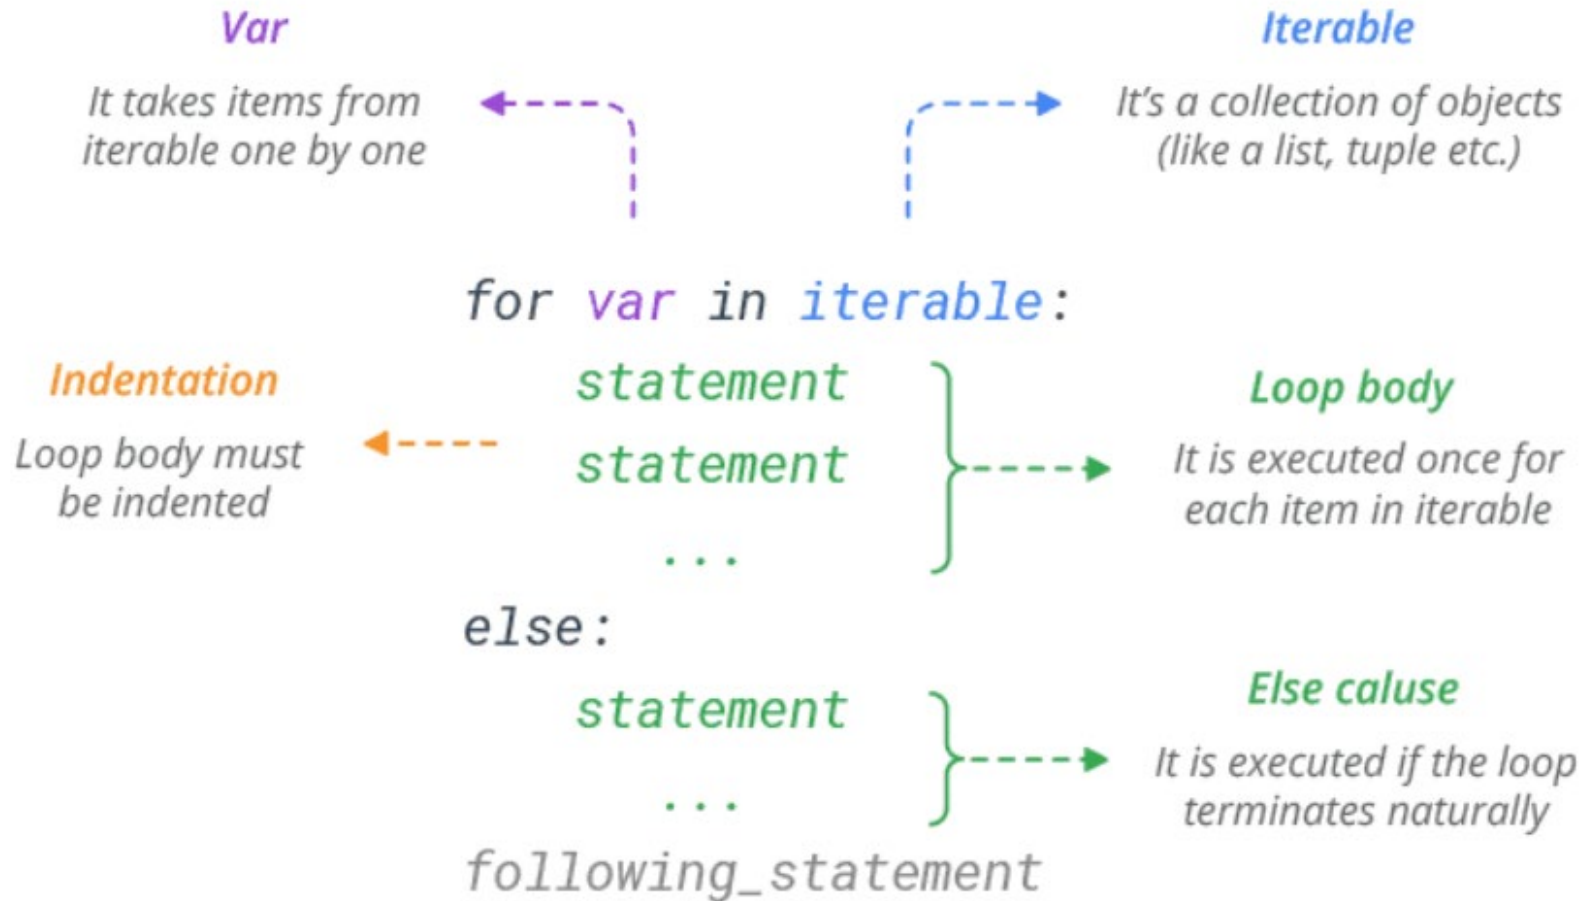 Var
It takes items from
iterable one by one
Iterable
It's a collection of objects
(like a list, tuple etc.)
for var in iterable:
Indentation
Loop body must
be indented
statement
statement
...
Loop body
It is executed once for
each item in iterable
else:
statement
...
Else caluse
It is executed if the loop
terminates naturally
following_statement